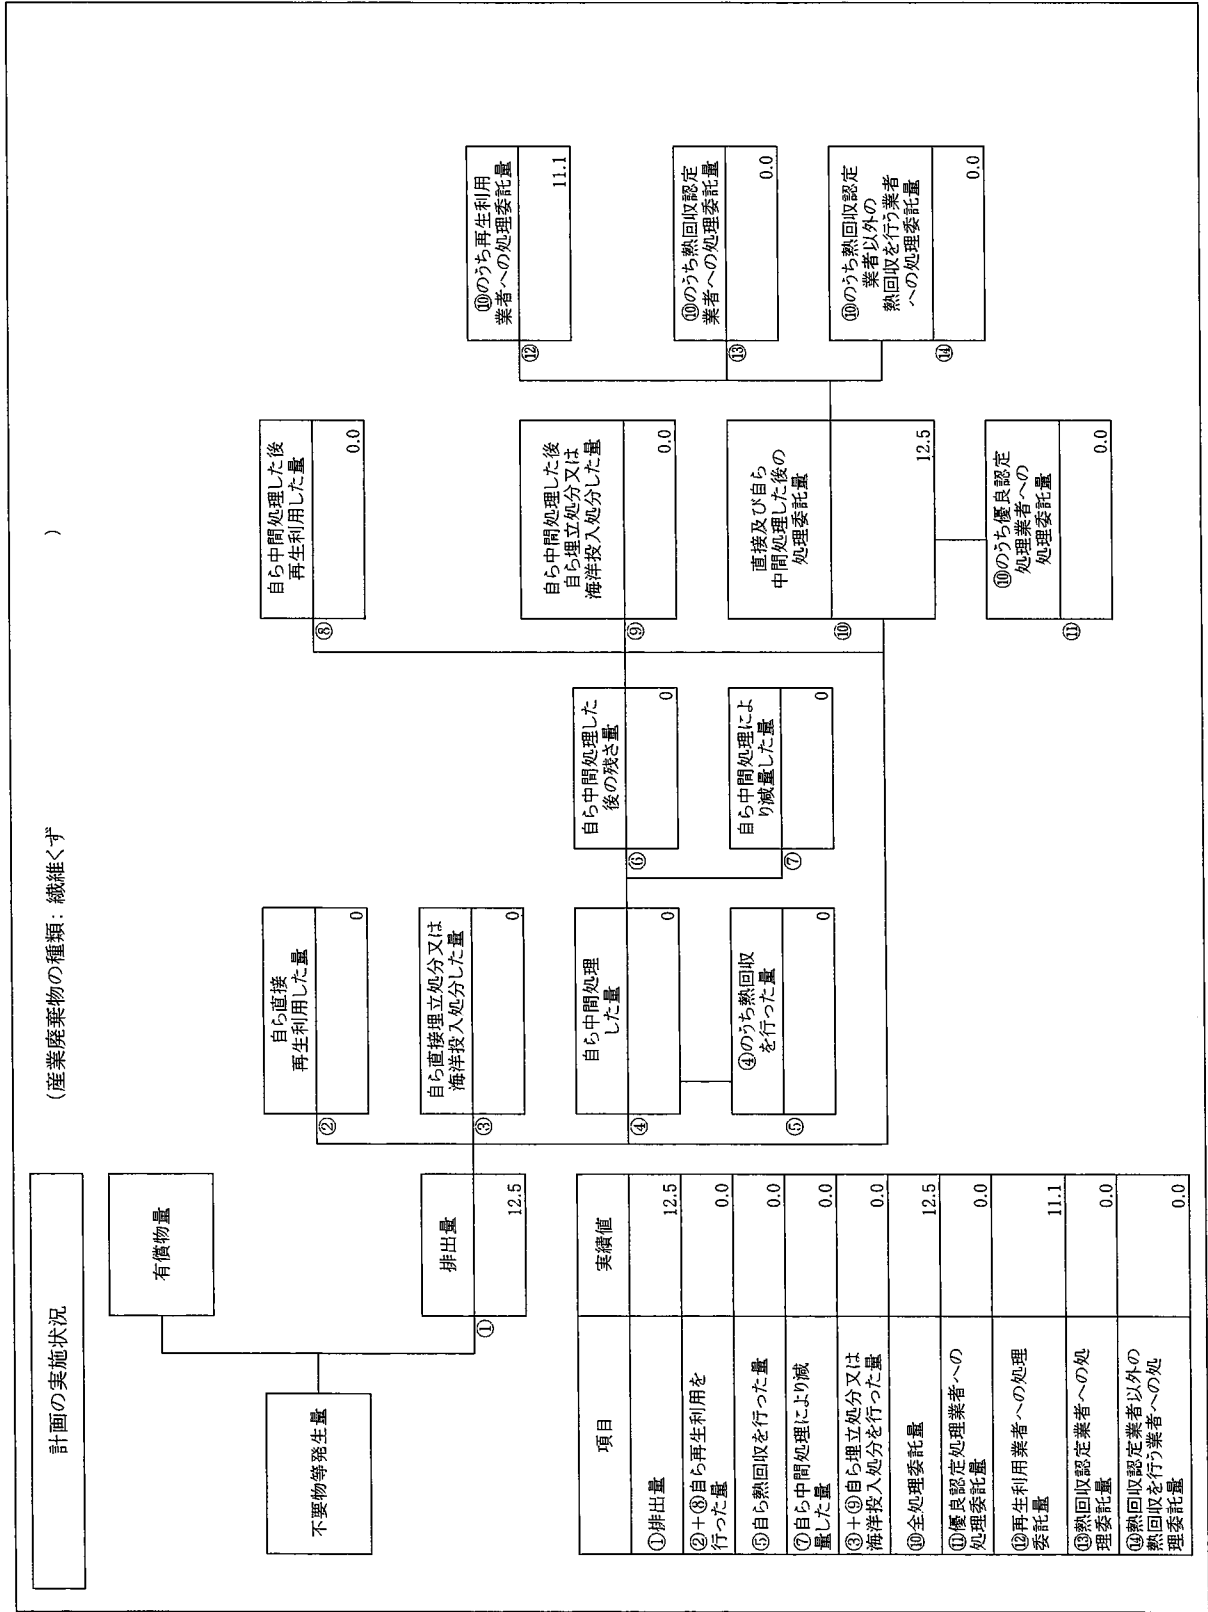 計画の実施状況
(産業廃棄物の種類: 繊維くず
)
不要物等発生量
有償物量
①
排出量
12.5
②
自ら直接
再生利用した量
0
③
自ら直接埋立処分又は
海洋投入処分した量
0
④
自ら中間処理
した量
0
⑤
④のうち熱回収
を行った量
0
⑥
自ら中間処理した
後の残さ量
0
⑦
自ら中間処理によ
り減量した量
0
⑧
自ら中間処理した後
再生利用した量
0.0
⑨
自ら中間処理した後
自ら埋立処分又は
海洋投入処分した量
0.0
⑩
直接及び自ら
中間処理した後の
処理委託量
12.5
⑪
⑩のうち優良認定
処理業者への
処理委託量
0.0
⑫
⑩のうち再生利用
業者への処理委託量
11.1
⑬
⑩のうち熱回収認定
業者への処理委託量
0.0
⑭
⑩のうち熱回収認定
業者以外の
熱回収を行う業者
への処理委託量
0.0
項目 実績値
①排出量 12.5
②+⑧自ら再生利用を
行った量 0.0
⑤自ら熱回収を行った量 0.0
⑦自ら中間処理により減
量した量 0.0
③+⑨自ら埋立処分又は
海洋投入処分を行った量 0.0
⑩全処理委託量 12.5
⑪優良認定処理業者への
処理委託量 0.0
⑫再生利用業者への処理
委託量 11.1
⑬熱回収認定業者への処
理委託量 0.0
⑭熱回収認定業者以外の
熱回収を行う業者への処
理委託量 0.0